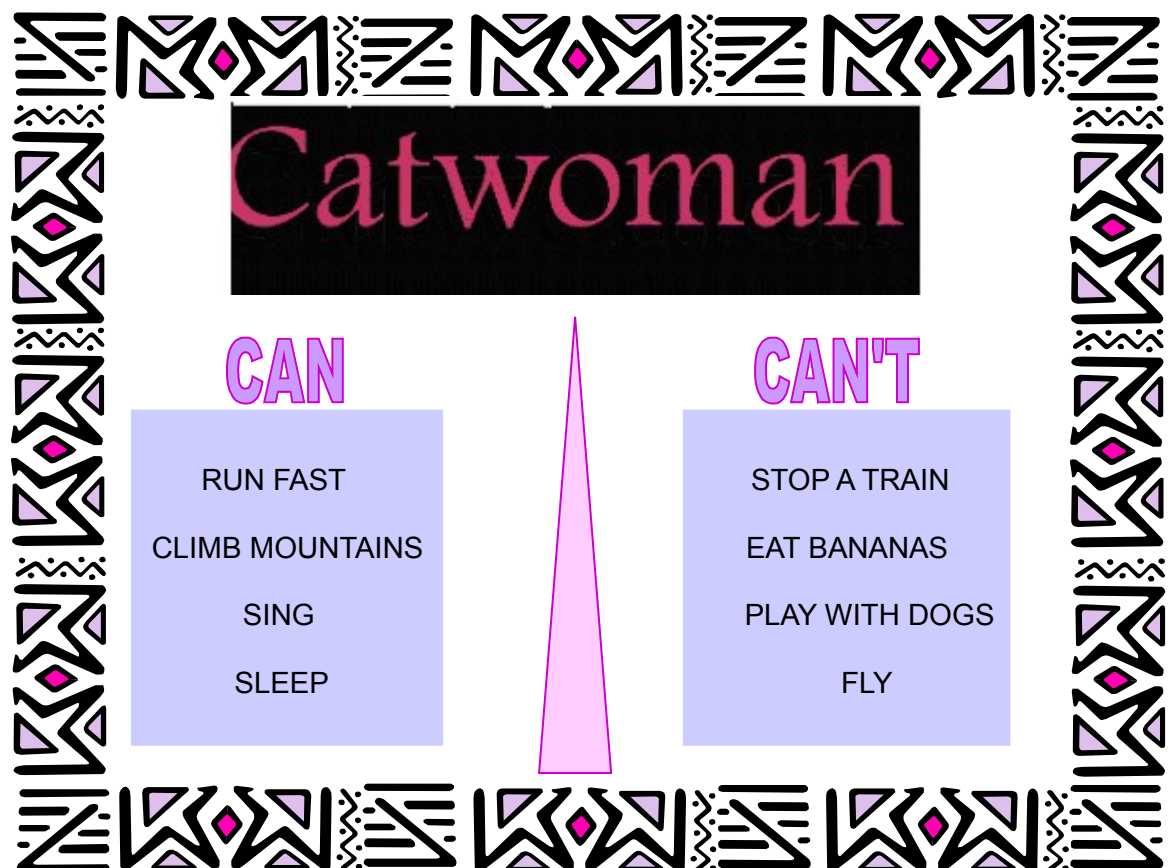 Catwoman
CAN
RUN FAST
CLIMB MOUNTAINS
SING
SLEEP
CAN'T
STOP A TRAIN
EAT BANANAS
PLAY WITH DOGS
FLY